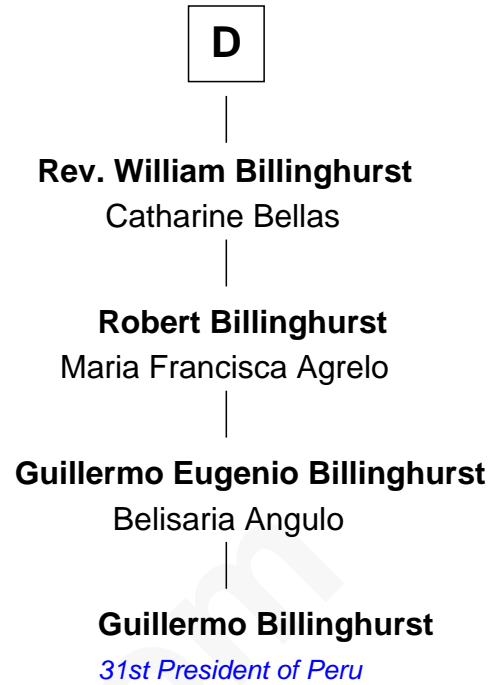 D
Rev. William Billinghurst
Catharine Bellas
Robert Billinghurst
Maria Francisca Agrelo
Guillermo Eugenio Billinghurst
Belisaria Angulo
Guillermo Billinghurst
31st President of Peru